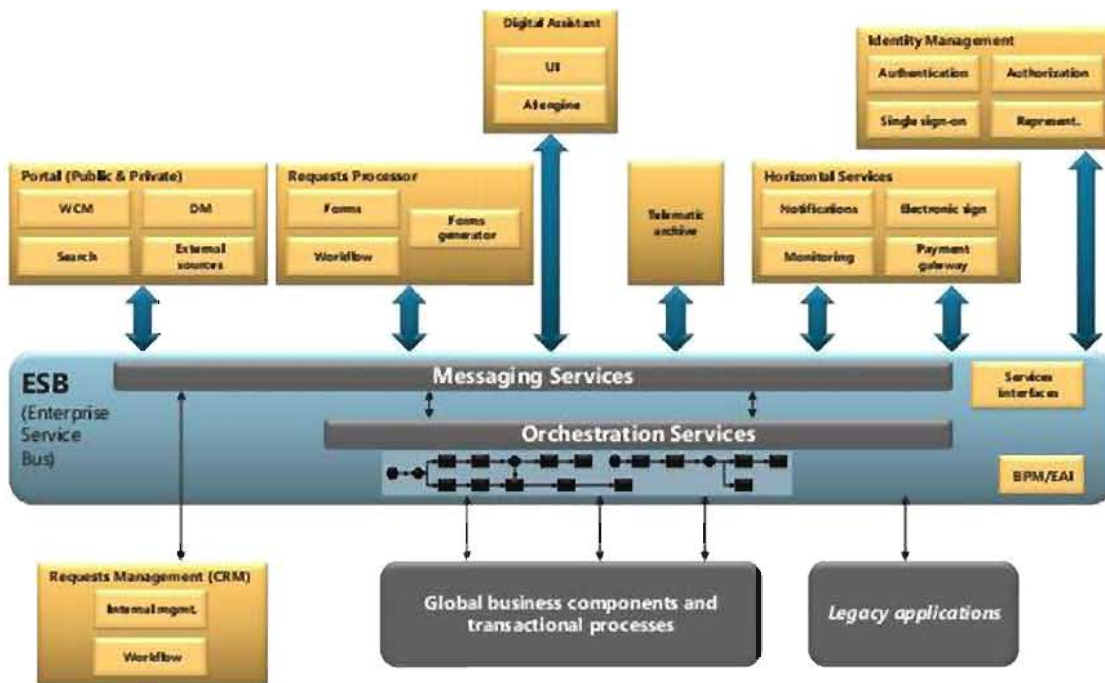 Digital Assistant
UI
AI engine
Identity Management
Authentication
Authorization
Single sign-on
Represent.
Portal (Public & Private)
WCM
DM
Search
External
sources
Requests Processor
Forms
Forms
generator
Workflow
Telematic
archive
Horizontal Services
Notifications
Electronic sign
Monitoring
Payment
gateway
ESB
(Enterprise
Service
Bus)
Messaging Services
Services
interfaces
Orchestration Services
BPM/EAI
Requests Management (CRM)
Internal mgmt.
Workflow
Global business components and
transactional processes
Legacy applications